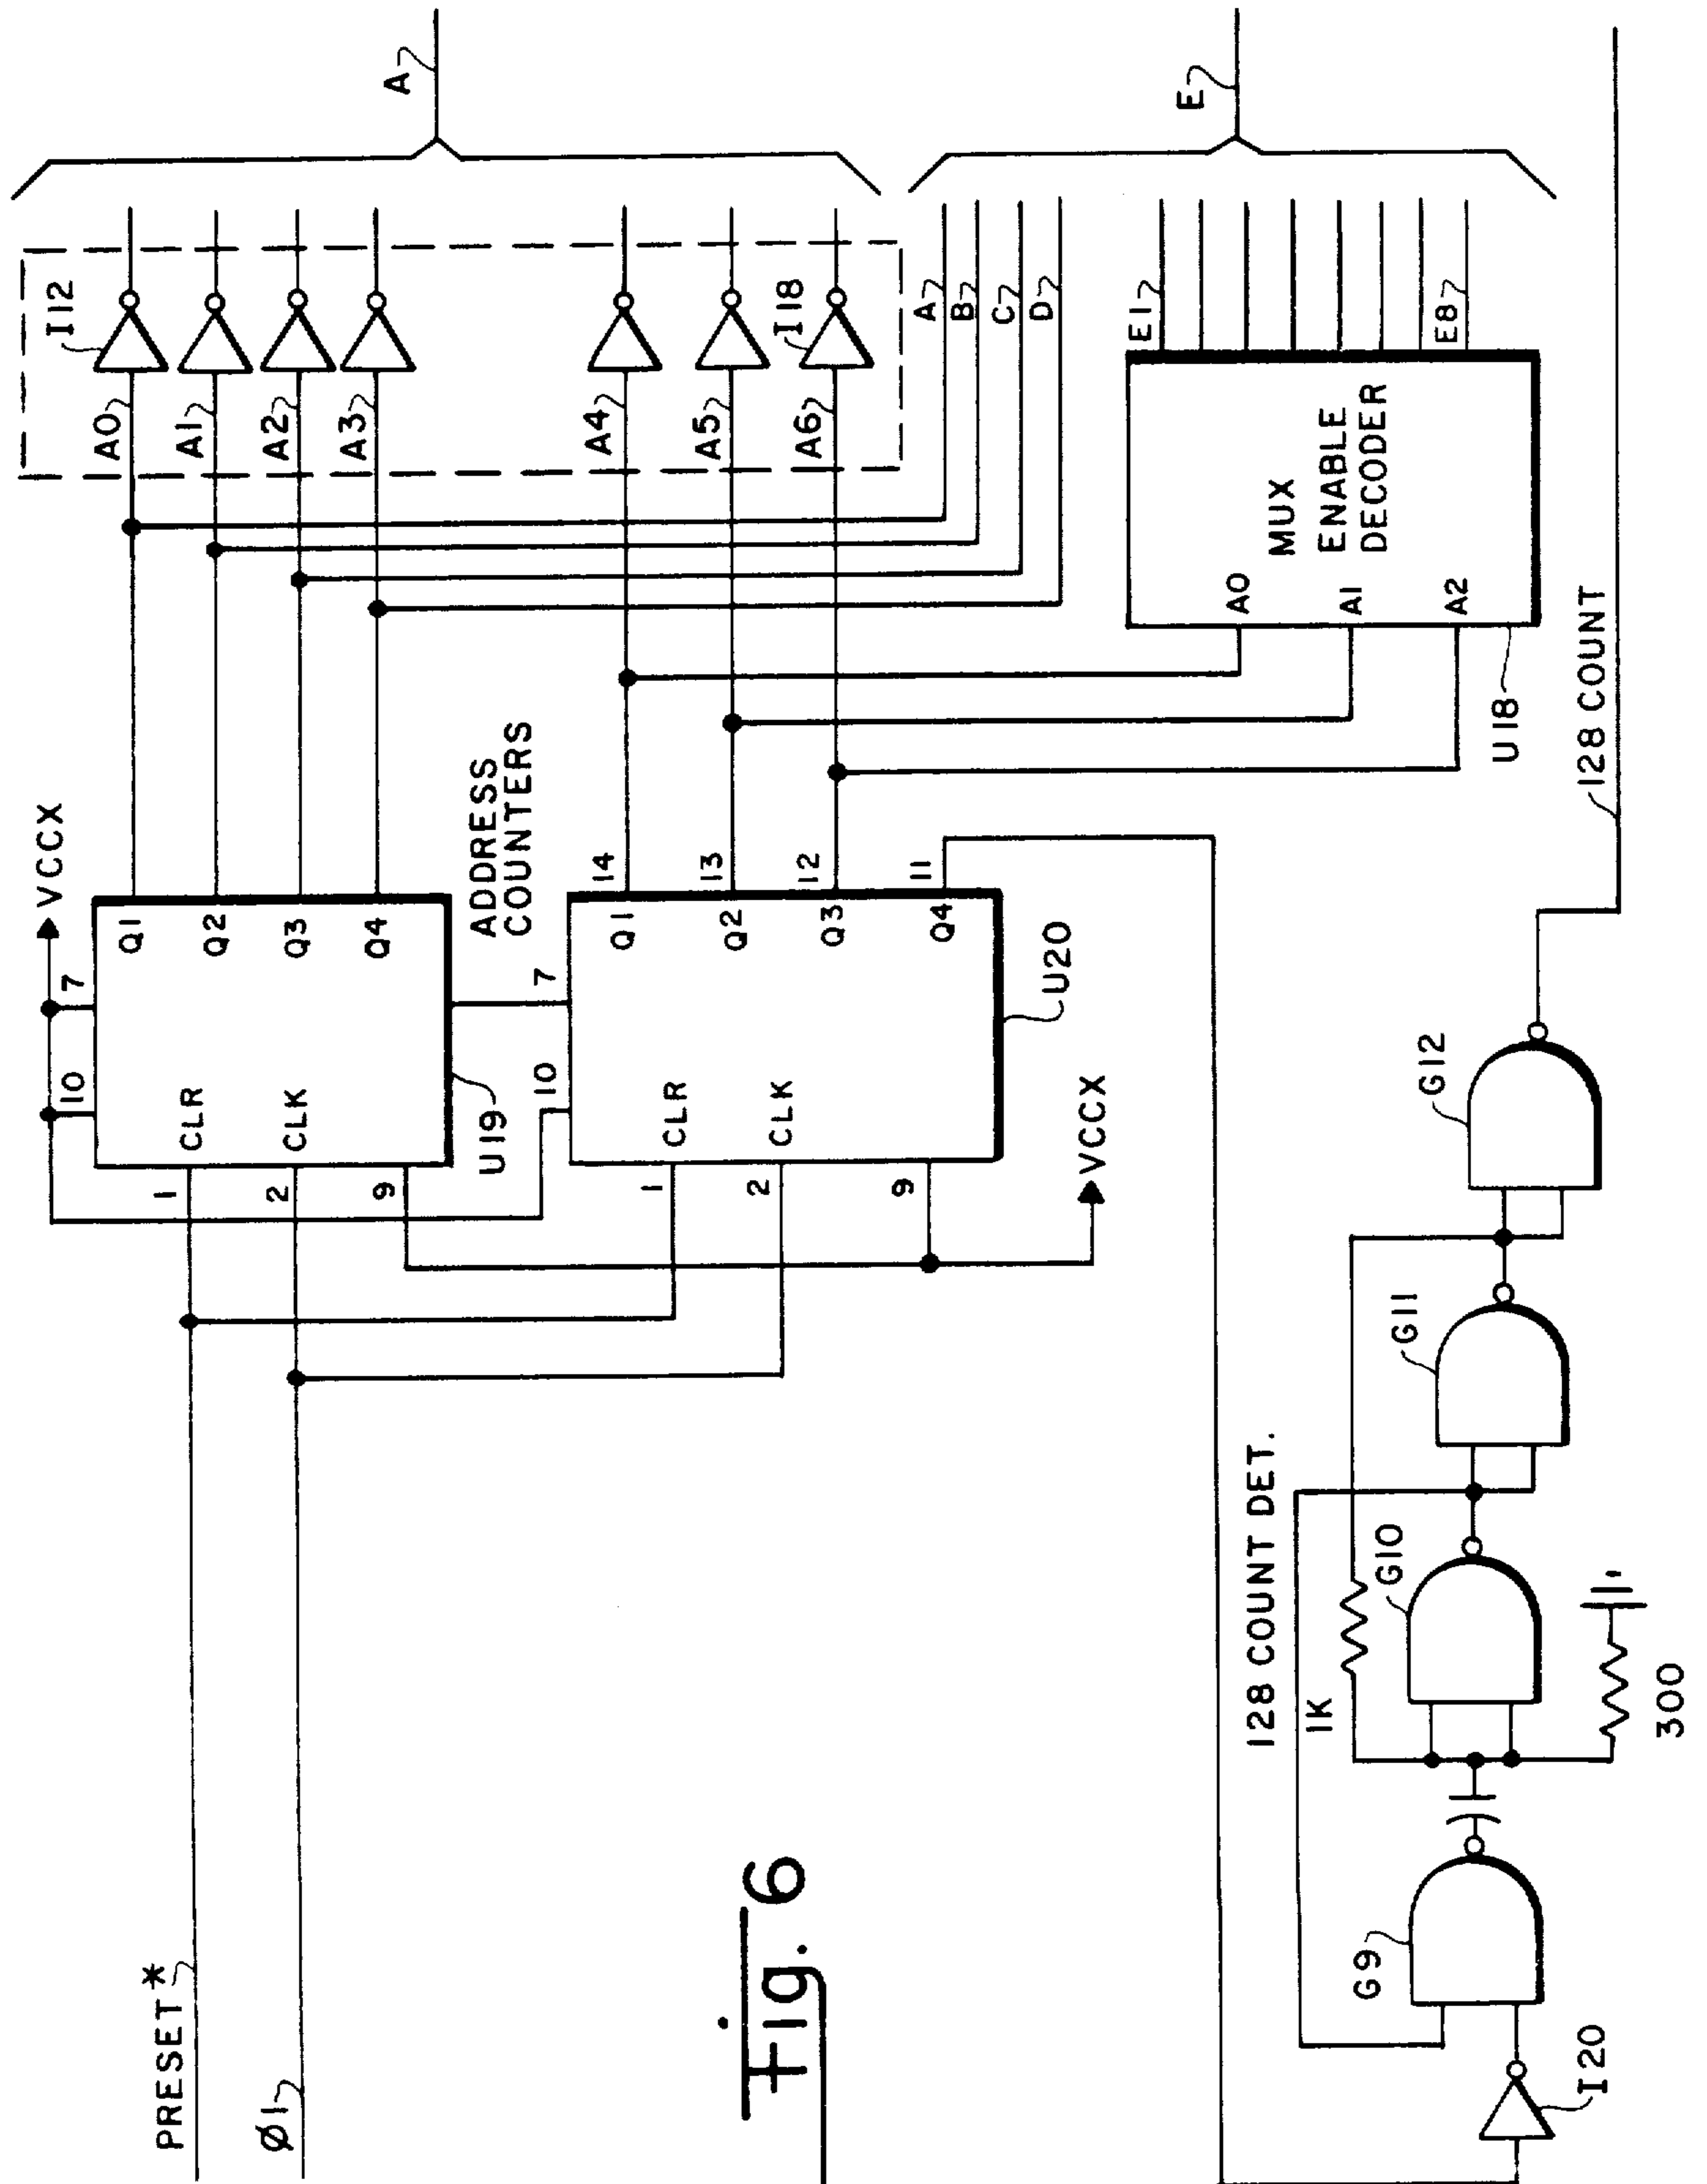 PRESET*
Ø1
VCCX
10
7
1
CLR
2
CLK
9
Q1
Q2
Q3
Q4
U19
ADDRESS
COUNTERS
10
7
1
CLR
2
CLK
9
Q1
14
Q2
13
Q3
12
Q4
11
U20
VCCX
A0
A1
A2
A3
A4
A5
A6
I12
I18
A
A
B
C
D
E
E1
E8
MUX
ENABLE
DECODER
A0
A1
A2
U18
128 COUNT
128 COUNT DET.
1K
G9
G10
G11
G12
300
I20
Fig. 6